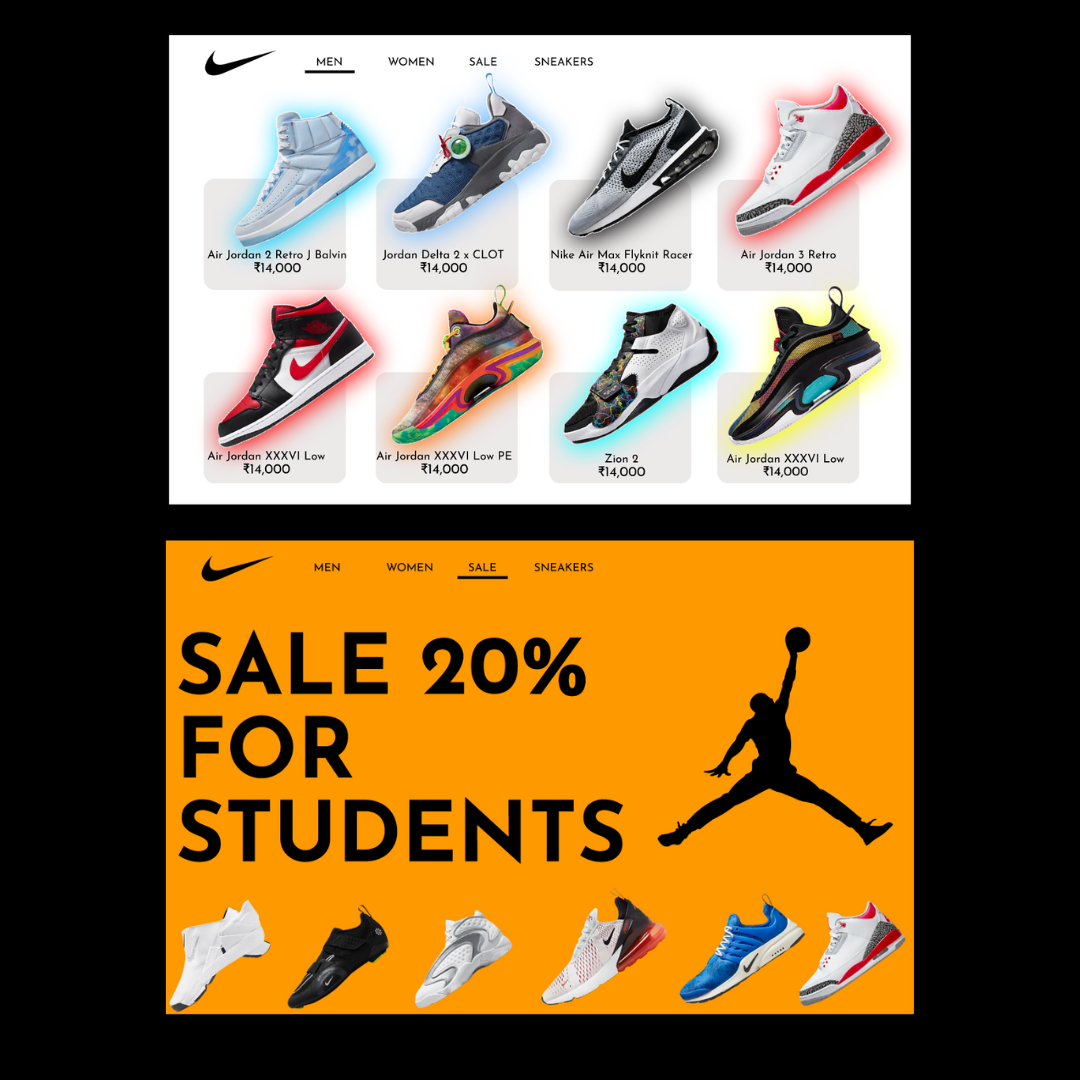 MEN WOMEN SALE SNEAKERS
Air Jordan 2 Retro J Balvin
₹14,000
Jordan Delta 2 x CLOT
₹14,000
Nike Air Max Flyknit Racer
₹14,000
Air Jordan 3 Retro
₹14,000
Air Jordan XXXVI Low
₹14,000
Air Jordan XXXVI Low PE
₹14,000
Zion 2
₹14,000
Air Jordan XXXVI Low
₹14,000
MEN WOMEN SALE SNEAKERS
SALE 20%
FOR
STUDENTS